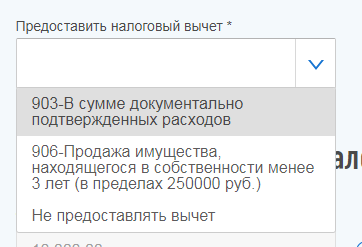 Предоставить налоговый вычет *
903-В сумме документально
подтвержденных расходов
906-Продажа имущества,
находящегося в собственности менее
3 лет (в пределах 250000 руб.)
Не предоставлять вычет